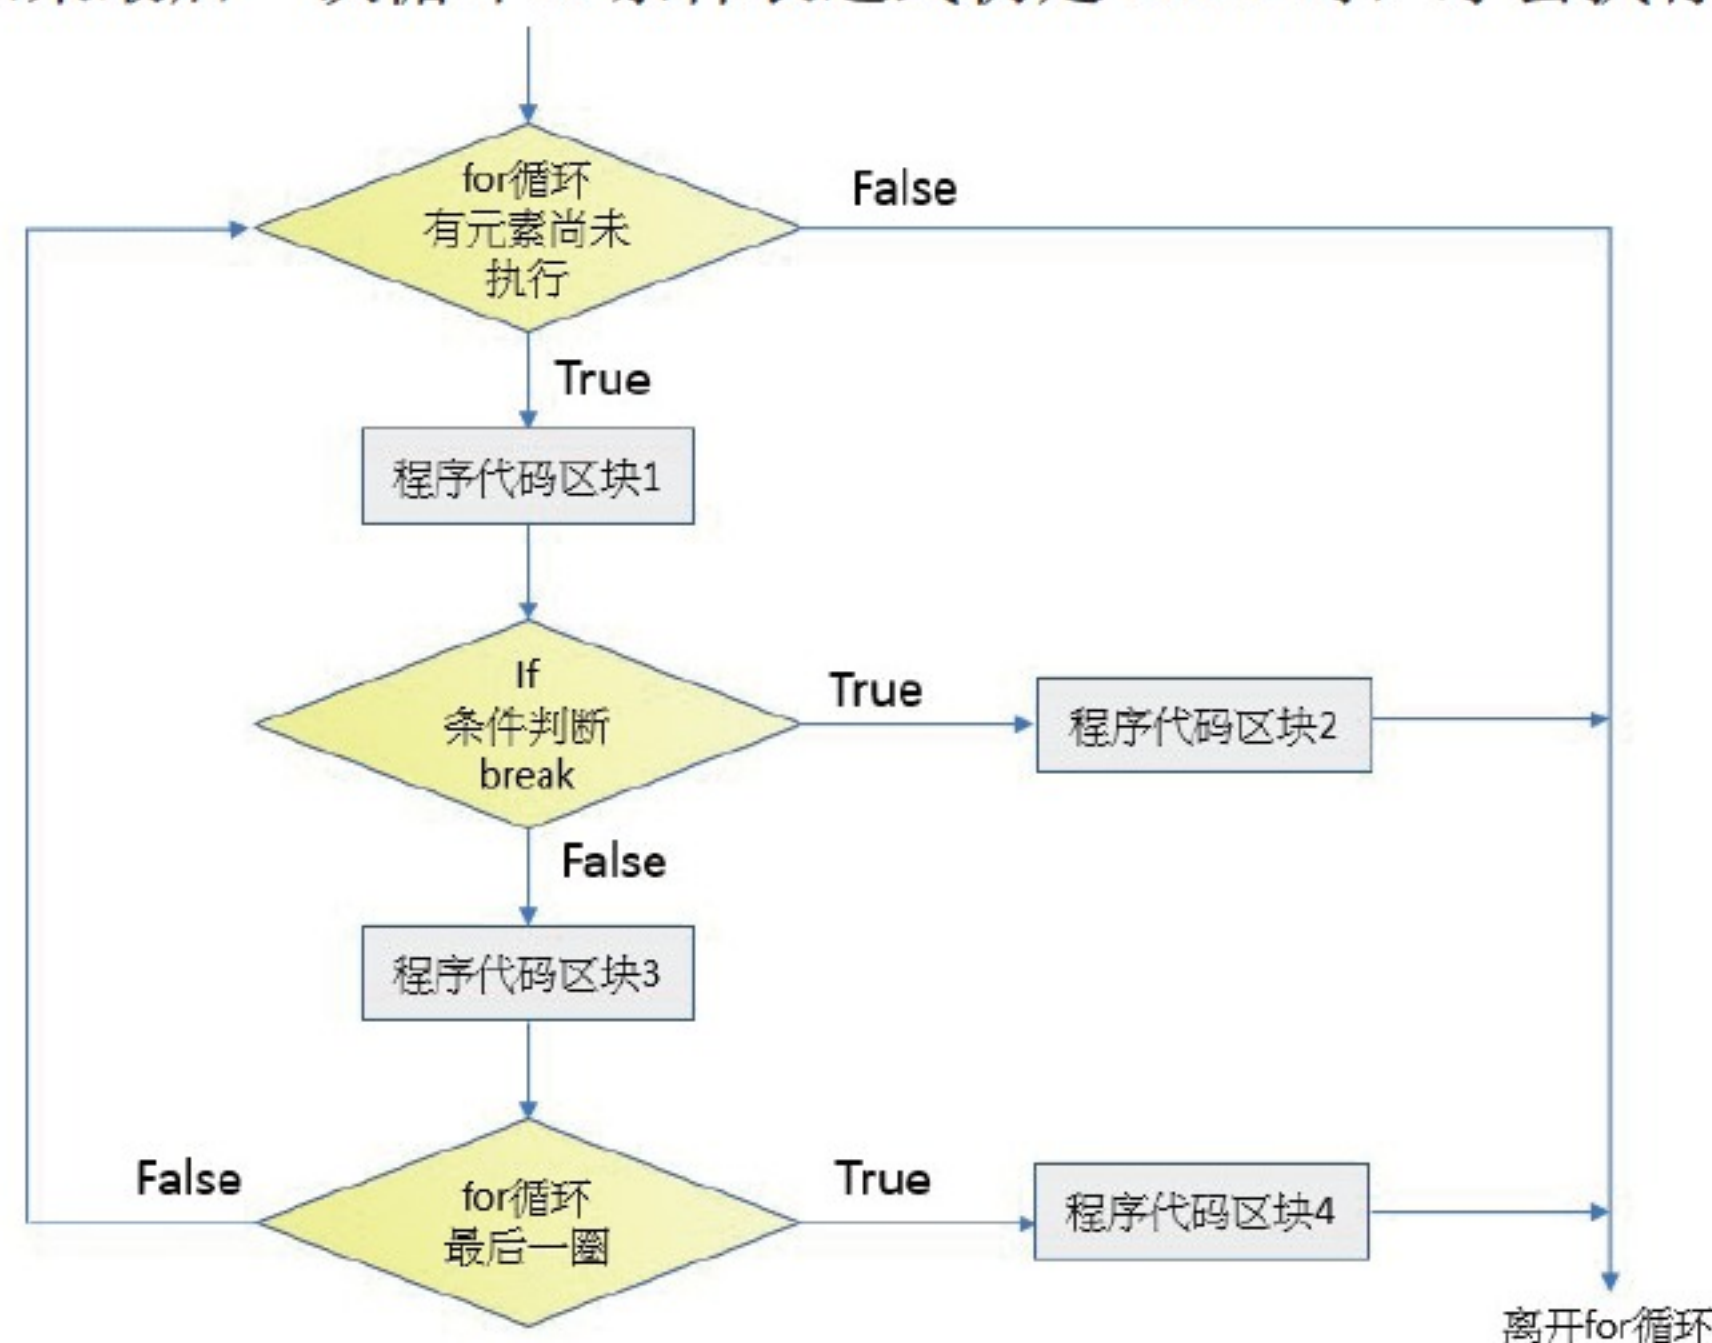 for循环
有元素尚未
执行
False
True
程序代码区块1
If
条件判断
break
True
程序代码区块2
False
程序代码区块3
False
for循环
最后一圈
True
程序代码区块4
离开for循环